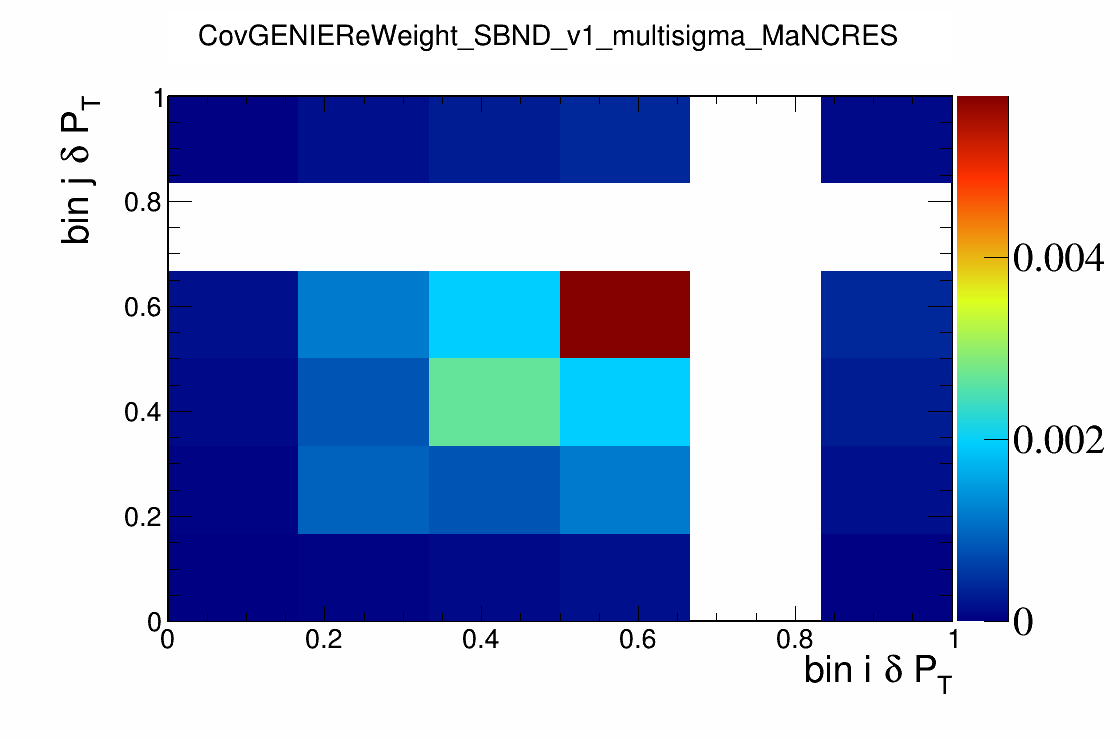 CovGENIEReWeight_SBND_v1_multisigma_MaNCRES
bin j δ P_T
1
0.8
0.6
0.4
0.2
0
0 0.2 0.4 0.6 0.8 1
bin i δ P_T
0.004
0.002
0